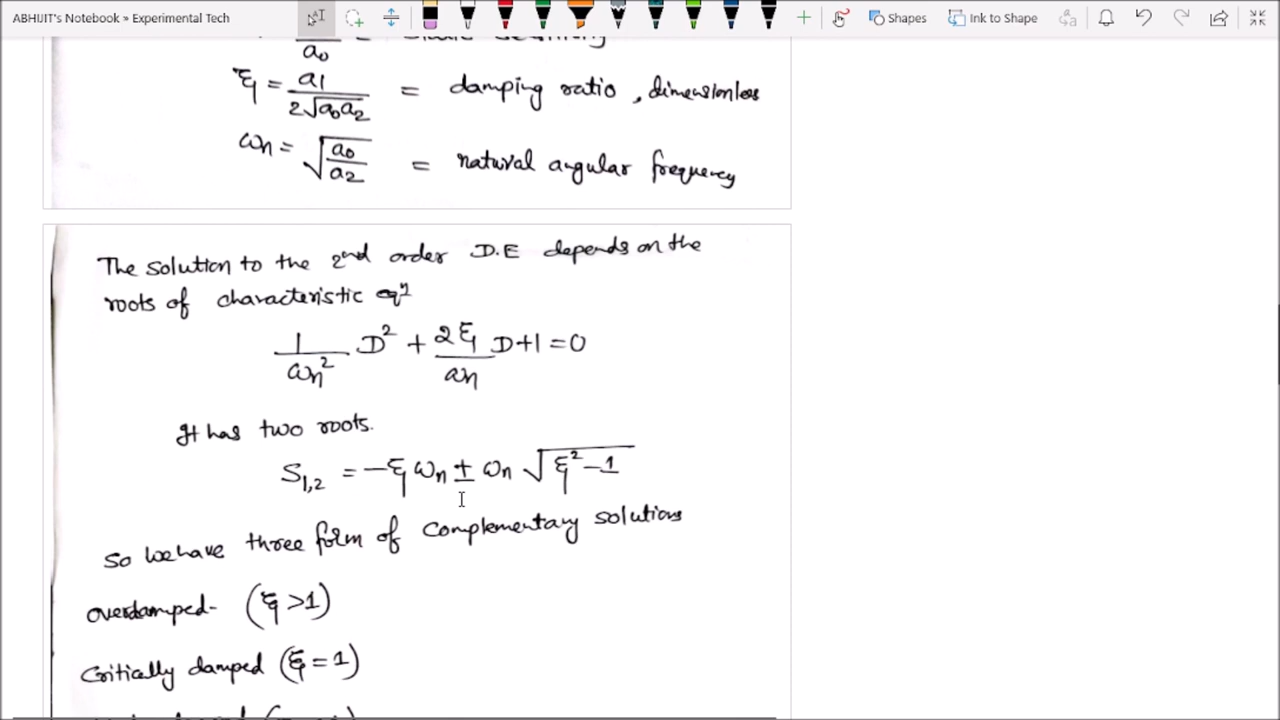 ABHIJIT's Notebook » Experimental Tech
Shapes
Ink to Shape
a₀
ξ = a1 / 2√a₀a₂ = damping ratio, dimensionless
ωn = √a₀/a₂ = natural angular frequency
The solution to the 2nd order D.E depends on the
roots of characteristic eqn
1/ωn² D² + 2ξ/ωn D+1=0
It has two roots.
S1,2 = -ξ ωn ± ωn √ξ²-1
So we have three form of complementary solutions
overdamped- (ξ >1)
Critically damped (ξ = 1)